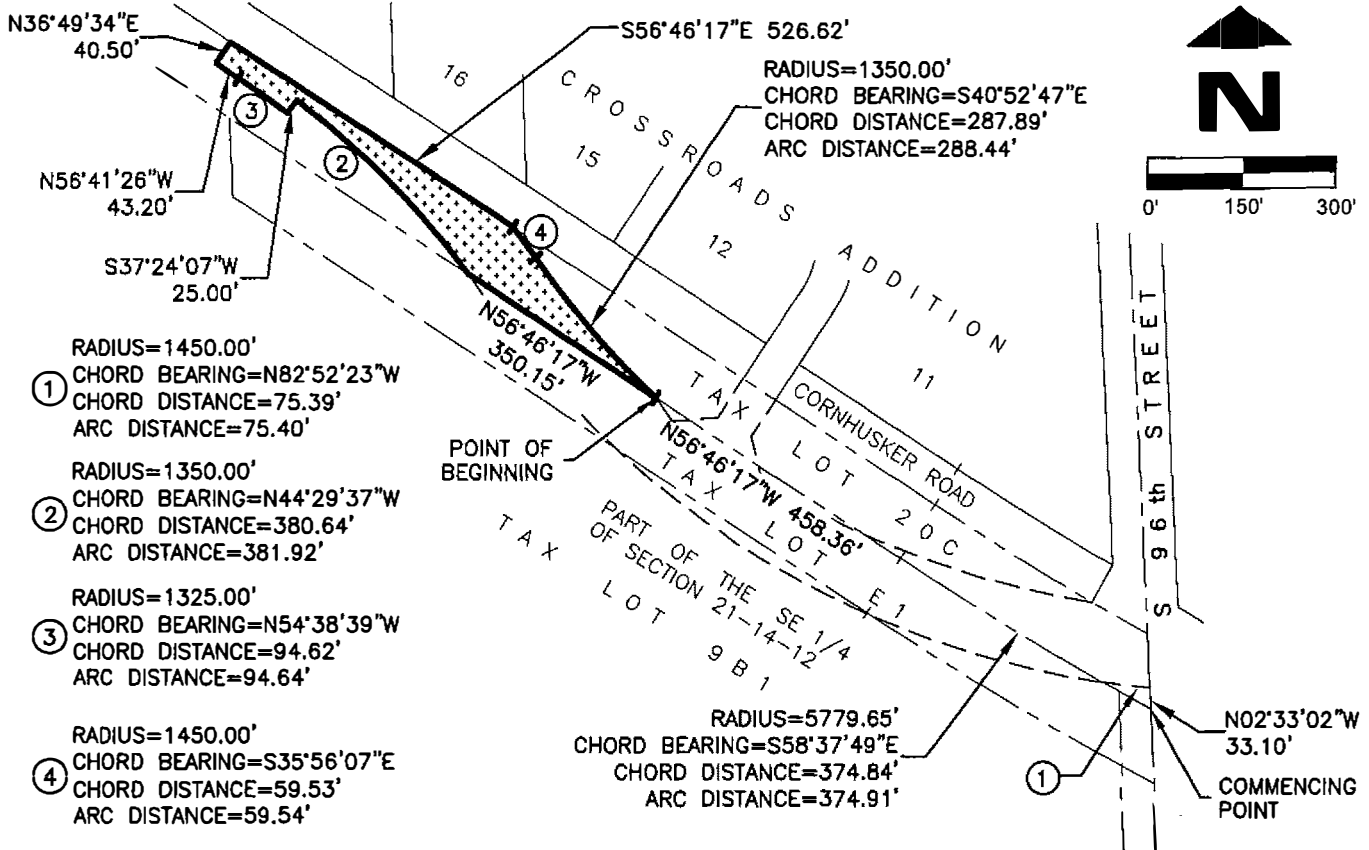 N36°49'34"E
40.50'
S56°46'17"E 526.62'
RADIUS=1350.00'
CHORD BEARING=S40°52'47"E
CHORD DISTANCE=287.89'
ARC DISTANCE=288.44'
N
0' 150' 300'
16
CROSSROADS ADDITION
15
12
11
3
2
4
N56°41'26"W
43.20'
S37°24'07"W
25.00'
N56°46'17"W
350.15'
1
RADIUS=1450.00'
CHORD BEARING=N82°52'23"W
CHORD DISTANCE=75.39'
ARC DISTANCE=75.40'
2
RADIUS=1350.00'
CHORD BEARING=N44°29'37"W
CHORD DISTANCE=380.64'
ARC DISTANCE=381.92'
3
RADIUS=1325.00'
CHORD BEARING=N54°38'39"W
CHORD DISTANCE=94.62'
ARC DISTANCE=94.64'
4
RADIUS=1450.00'
CHORD BEARING=S35°56'07"E
CHORD DISTANCE=59.53'
ARC DISTANCE=59.54'
POINT OF
BEGINNING
CORNHUSKER ROAD
TAX LOT 20C
N56°46'17"W 458.36'
TAX LOT E1
PART OF THE SE 1/4
OF SECTION 21-14-12
TAX LOT 9B1
S 96th STREET
RADIUS=5779.65'
CHORD BEARING=S58°37'49"E
CHORD DISTANCE=374.84'
ARC DISTANCE=374.91'
1
N02°33'02"W
33.10'
COMMENCING
POINT